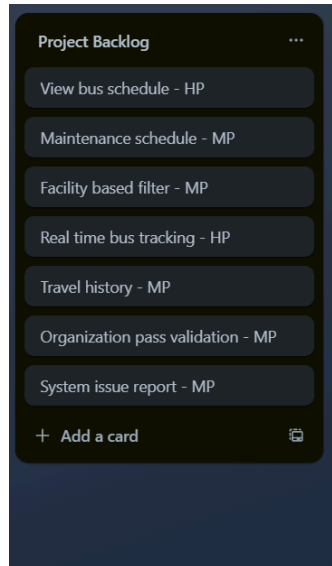 Project Backlog
View bus schedule - HP
Maintenance schedule - MP
Facility based filter - MP
Real time bus tracking - HP
Travel history - MP
Organization pass validation - MP
System issue report - MP
+ Add a card